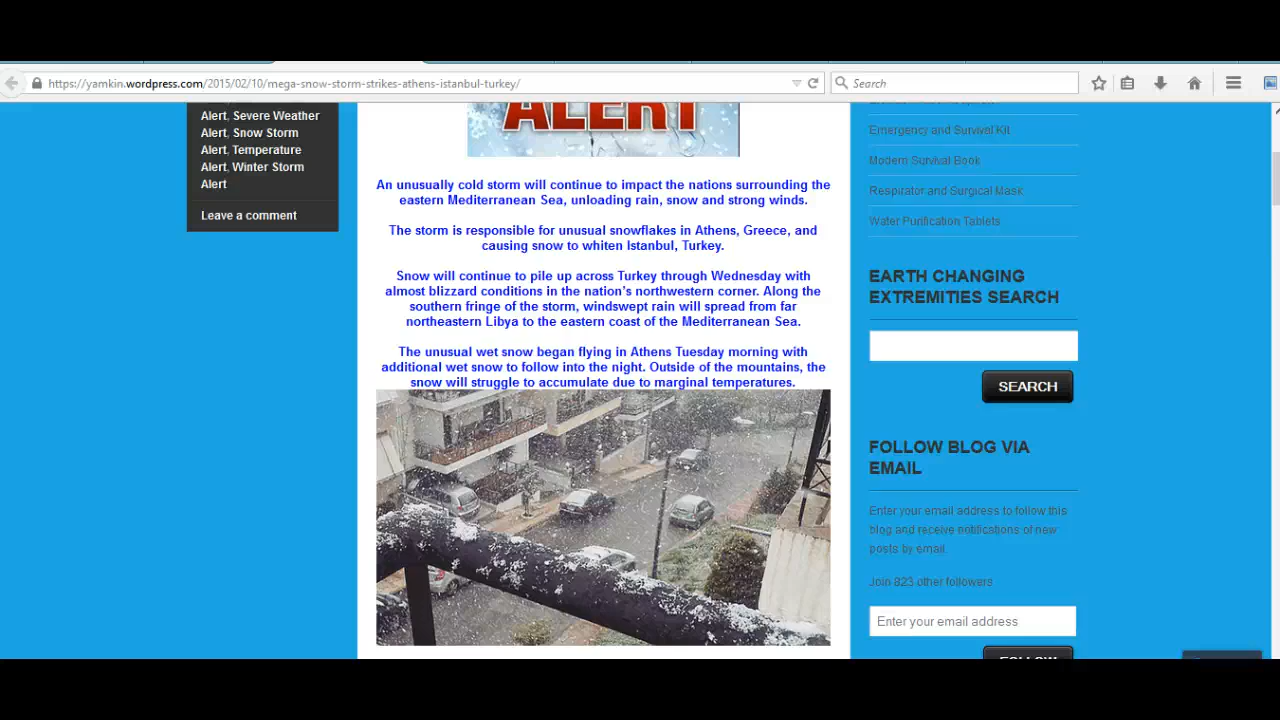 https://yamkin.wordpress.com/2015/02/10/mega-snow-storm-strikes-athens-istanbul-turkey/
Search
Alert, Severe Weather
Alert, Snow Storm
Alert, Temperature
Alert, Winter Storm
Alert
Leave a comment
ALERT
An unusually cold storm will continue to impact the nations surrounding the
eastern Mediterranean Sea, unloading rain, snow and strong winds.
The storm is responsible for unusual snowflakes in Athens, Greece, and
causing snow to whiten Istanbul, Turkey.
Snow will continue to pile up across Turkey through Wednesday with
almost blizzard conditions in the nation's northwestern corner. Along the
southern fringe of the storm, windswept rain will spread from far
northeastern Libya to the eastern coast of the Mediterranean Sea.
The unusual wet snow began flying in Athens Tuesday morning with
additional wet snow to follow into the night. Outside of the mountains, the
snow will struggle to accumulate due to marginal temperatures.
Emergency and Survival Kit
Modern Survival Book
Respirator and Surgical Mask
Water Purification Tablets
EARTH CHANGING
EXTREMITIES SEARCH
SEARCH
FOLLOW BLOG VIA
EMAIL
Enter your email address to follow this
blog and receive notifications of new
posts by email.
Join 823 other followers
Enter your email address
FOLLOW